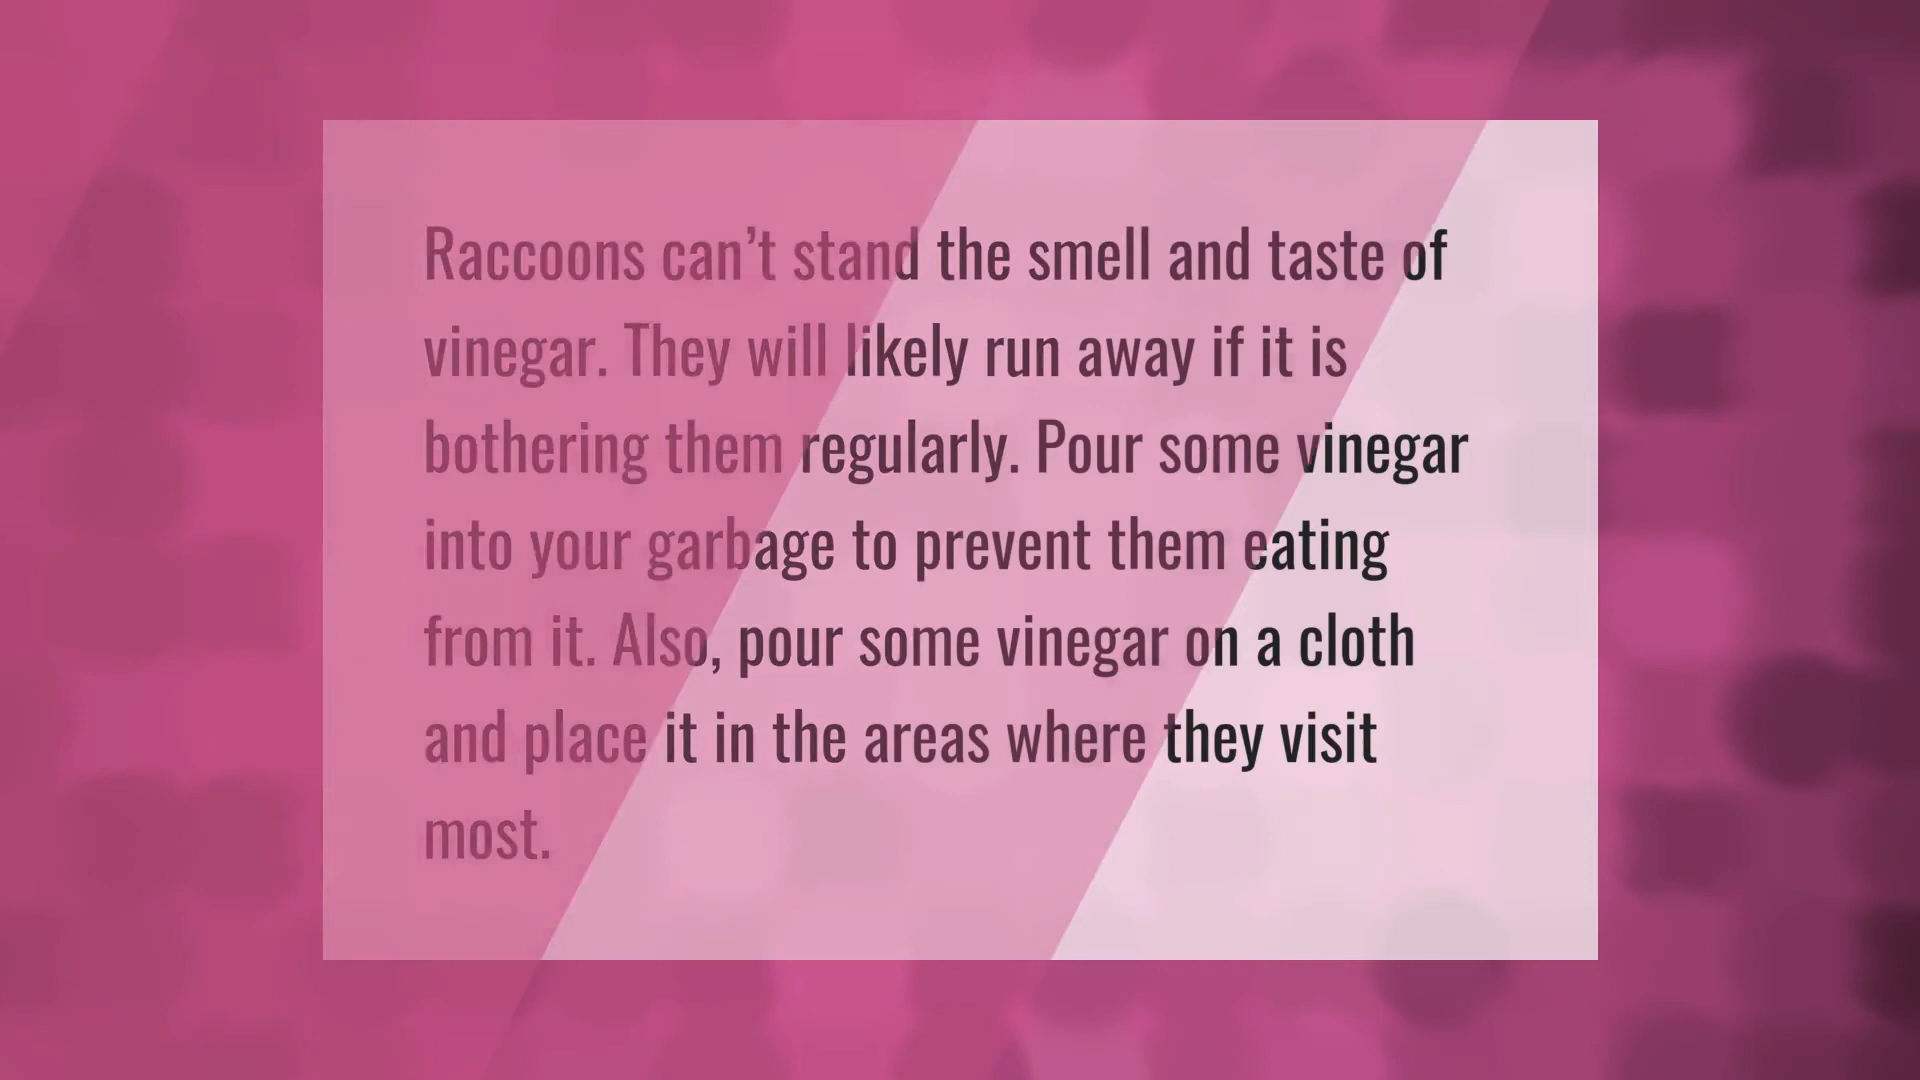 Raccoons can’t stand the smell and taste of
vinegar. They will likely run away if it is
bothering them regularly. Pour some vinegar
into your garbage to prevent them eating
from it. Also, pour some vinegar on a cloth
and place it in the areas where they visit
most.